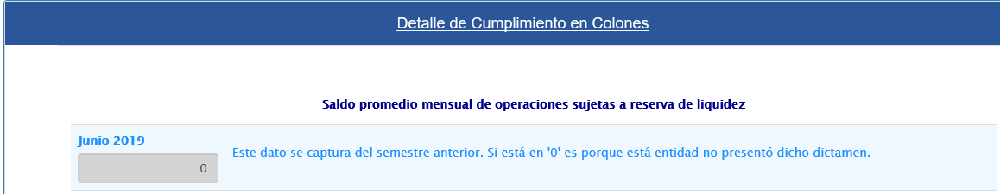 Detalle de Cumplimiento en Colones
Saldo promedio mensual de operaciones sujetas a reserva de liquidez
Junio 2019
Este dato se captura del semestre anterior. Si está en '0' es porque está entidad no presentó dicho dictamen.
0